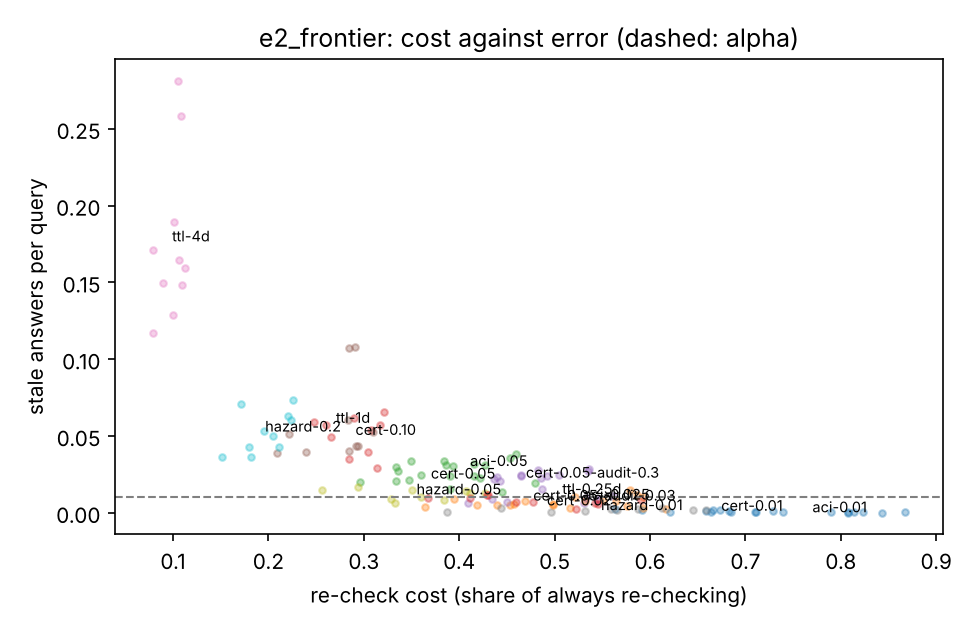 e2_frontier: cost against error (dashed: alpha)
stale answers per query
0.25
0.20
0.15
0.10
0.05
0.00
ttl-4d
ttl-1d
hazard-0.2
cert-0.10
aci-0.05
cert-0.05
cert-0.05-audit-0.3
hazard-0.05
ttl-0.25d
hazard-0.01
cert-0.01
aci-0.01
0.1
0.2
0.3
0.4
0.5
0.6
0.7
0.8
0.9
re-check cost (share of always re-checking)